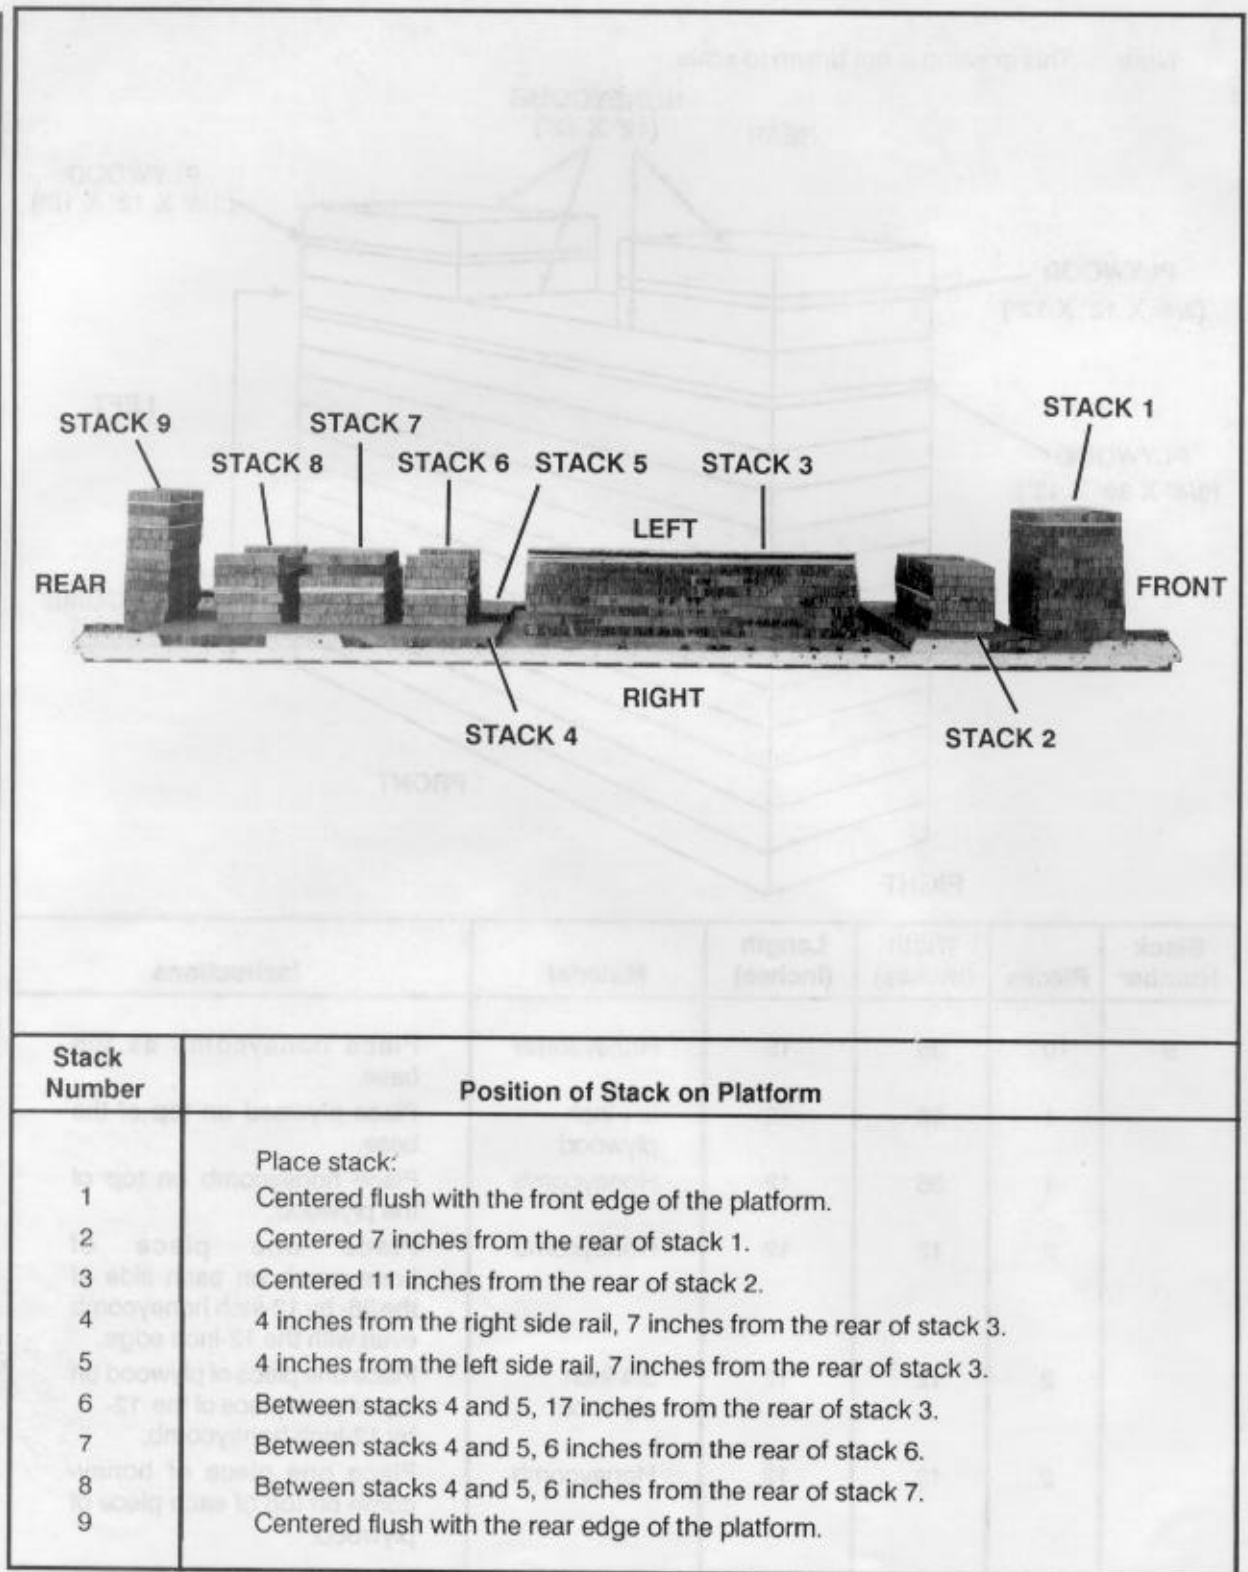 STACK 1
STACK 9
STACK 7
STACK 8
STACK 6
STACK 5
STACK 3
LEFT
REAR
FRONT
RIGHT
STACK 4
STACK 2
Stack Number
Position of Stack on Platform
Place stack:
1 Centered flush with the front edge of the platform.
2 Centered 7 inches from the rear of stack 1.
3 Centered 11 inches from the rear of stack 2.
4 4 inches from the right side rail, 7 inches from the rear of stack 3.
5 4 inches from the left side rail, 7 inches from the rear of stack 3.
6 Between stacks 4 and 5, 17 inches from the rear of stack 3.
7 Between stacks 4 and 5, 6 inches from the rear of stack 6.
8 Between stacks 4 and 5, 6 inches from the rear of stack 7.
9 Centered flush with the rear edge of the platform.